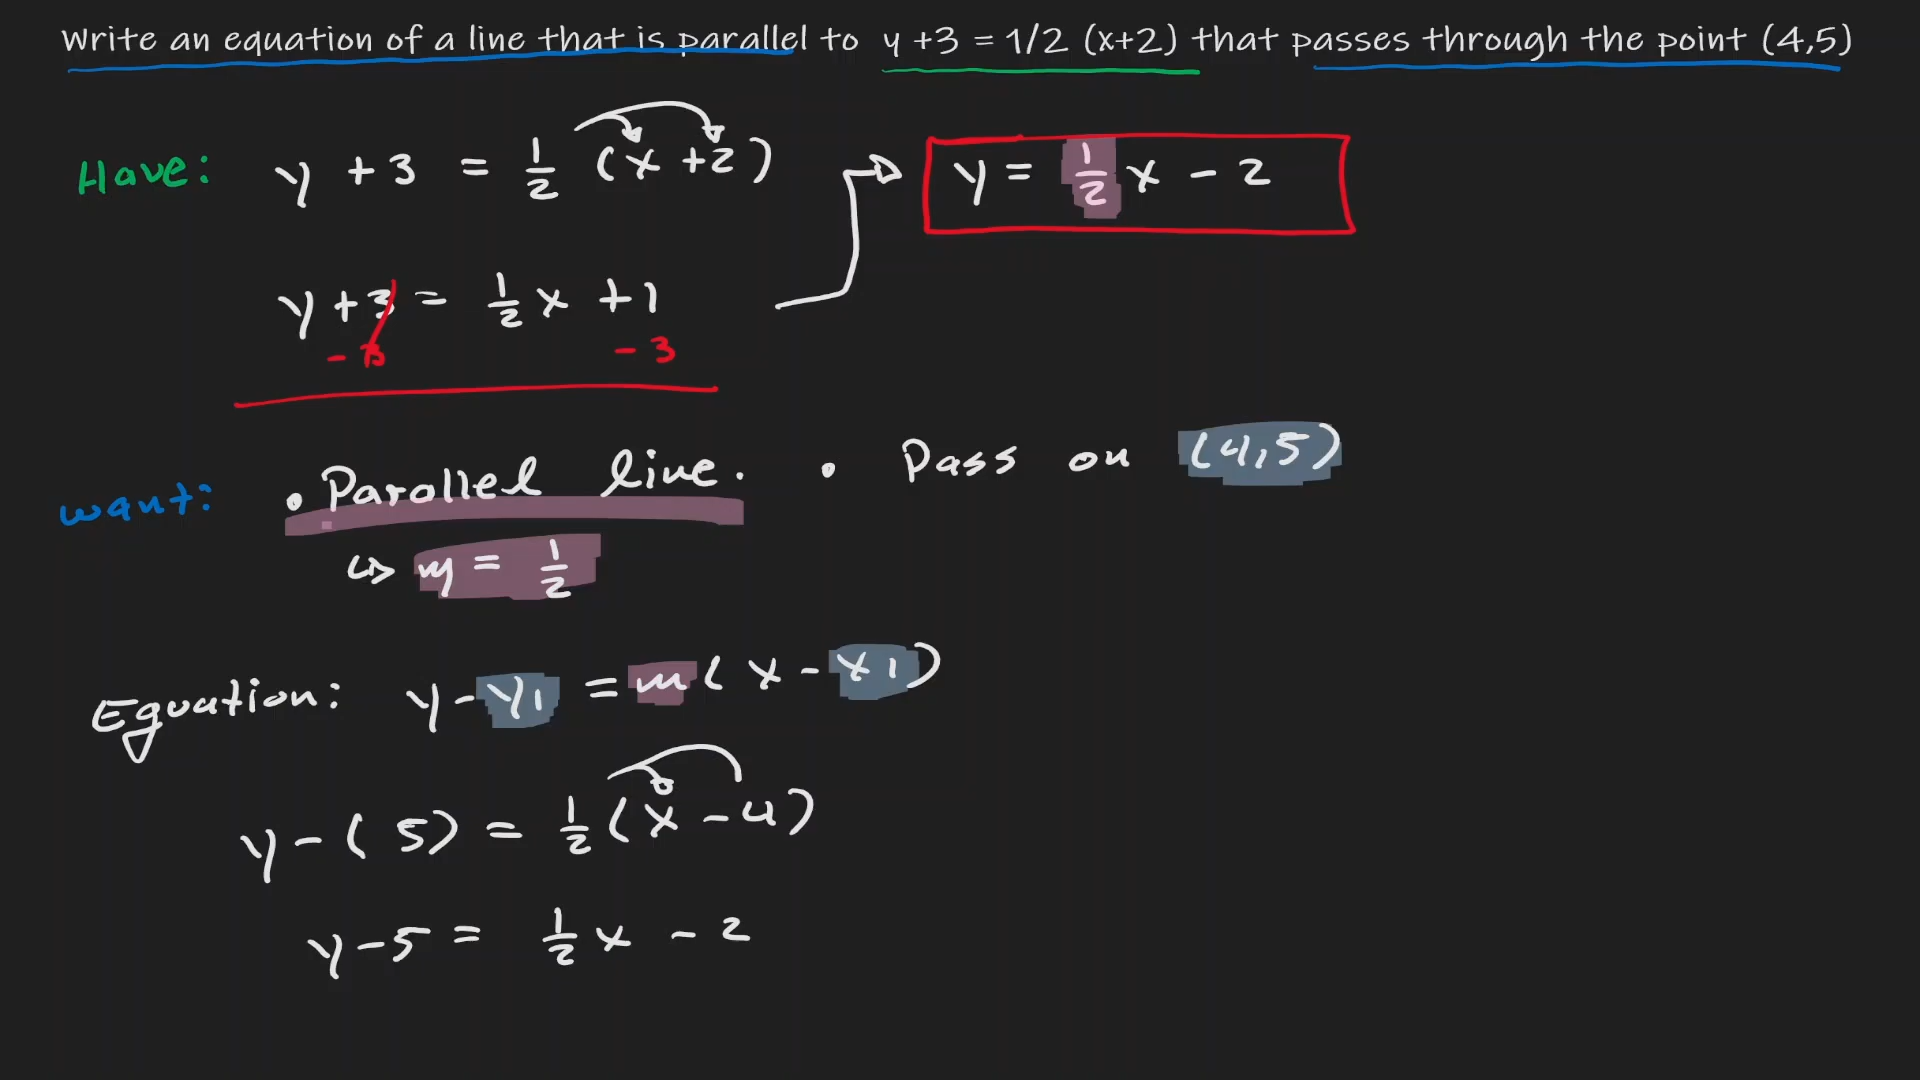 Write an equation of a line that is parallel to y +3 = 1/2 (x+2) that passes through the point (4,5)
Have: y + 3 = 1/2 (x + 2)
y = 1/2 x - 2
y + 3 = 1/2 x + 1
- 3 - 3
want: • Parallel line. • Pass on (4,5)
↳ m = 1/2
Equation: y - y1 = m ( x - x1 )
y - ( 5 ) = 1/2 ( x - 4 )
y - 5 = 1/2 x - 2